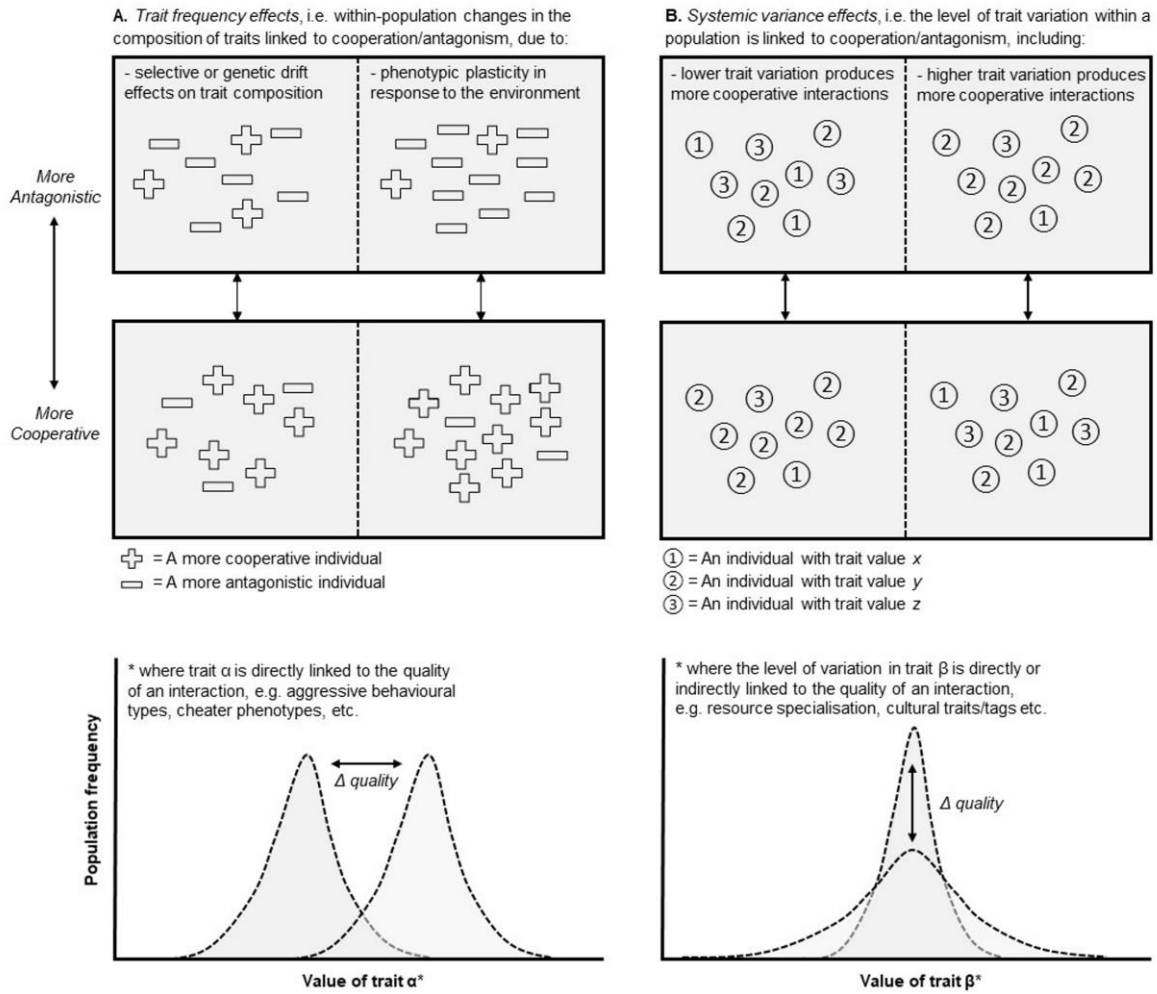 A. Trait frequency effects, i.e. within-population changes in the
composition of traits linked to cooperation/antagonism, due to:
- selective or genetic drift
effects on trait composition
- phenotypic plasticity in
response to the environment
More
Antagonistic
More
Cooperative
= A more cooperative individual
= A more antagonistic individual
B. Systemic variance effects, i.e. the level of trait variation within a
population is linked to cooperation/antagonism, including:
- lower trait variation produces
more cooperative interactions
- higher trait variation produces
more cooperative interactions
1 3 2
3 2 1 3
2 1
2 3 2
2 2 2 2
2 1
2 3 2
2 2 2 2
2 1
1 3 2
3 2 1 3
2 1
1 = An individual with trait value x
2 = An individual with trait value y
3 = An individual with trait value z
* where trait α is directly linked to the quality
of an interaction, e.g. aggressive behavioural
types, cheater phenotypes, etc.
Δ quality
Population frequency
Value of trait α*
* where the level of variation in trait β is directly or
indirectly linked to the quality of an interaction,
e.g. resource specialisation, cultural traits/tags etc.
Δ quality
Value of trait β*